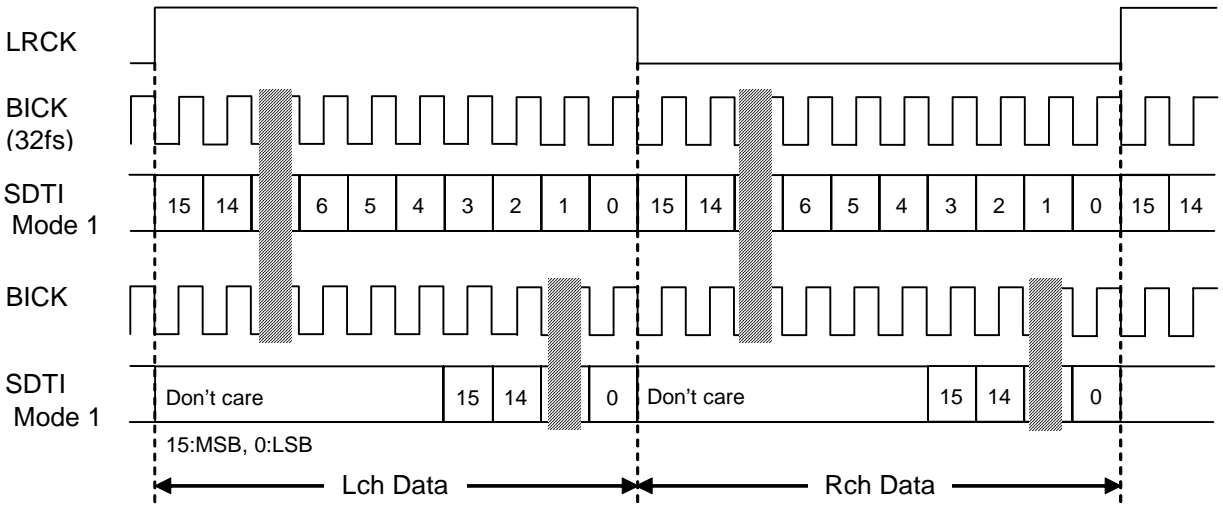 LRCK
BICK
(32fs)
SDTI
Mode 1
15 14 6 5 4 3 2 1 0 15 14 6 5 4 3 2 1 0 15 14
BICK
SDTI
Mode 1
Don't care 15 14 0 Don't care 15 14 0
15:MSB, 0:LSB
Lch Data Rch Data